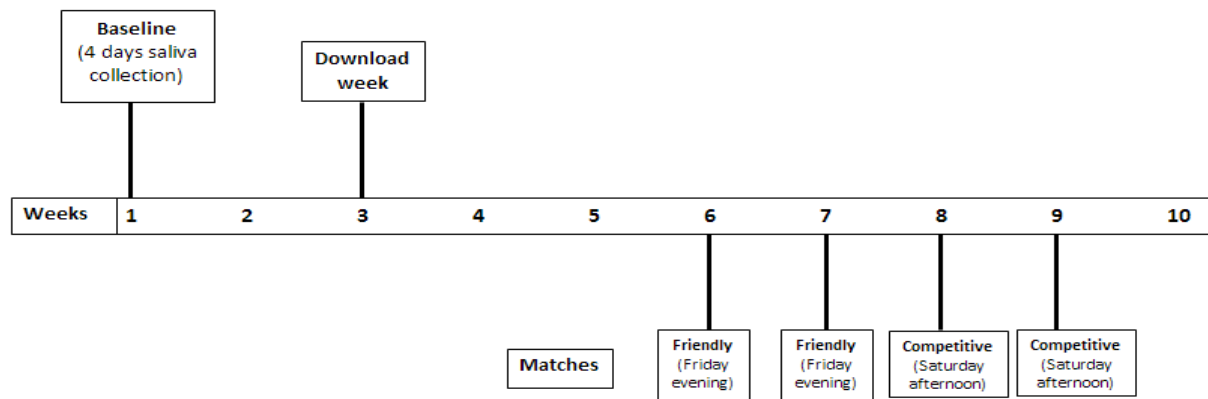 Baseline
(4 days saliva
collection)
Download
week
Weeks 1 2 3 4 5 6 7 8 9 10
Matches
Friendly
(Friday
evening)
Friendly
(Friday
evening)
Competitive
(Saturday
afternoon)
Competitive
(Saturday
afternoon)